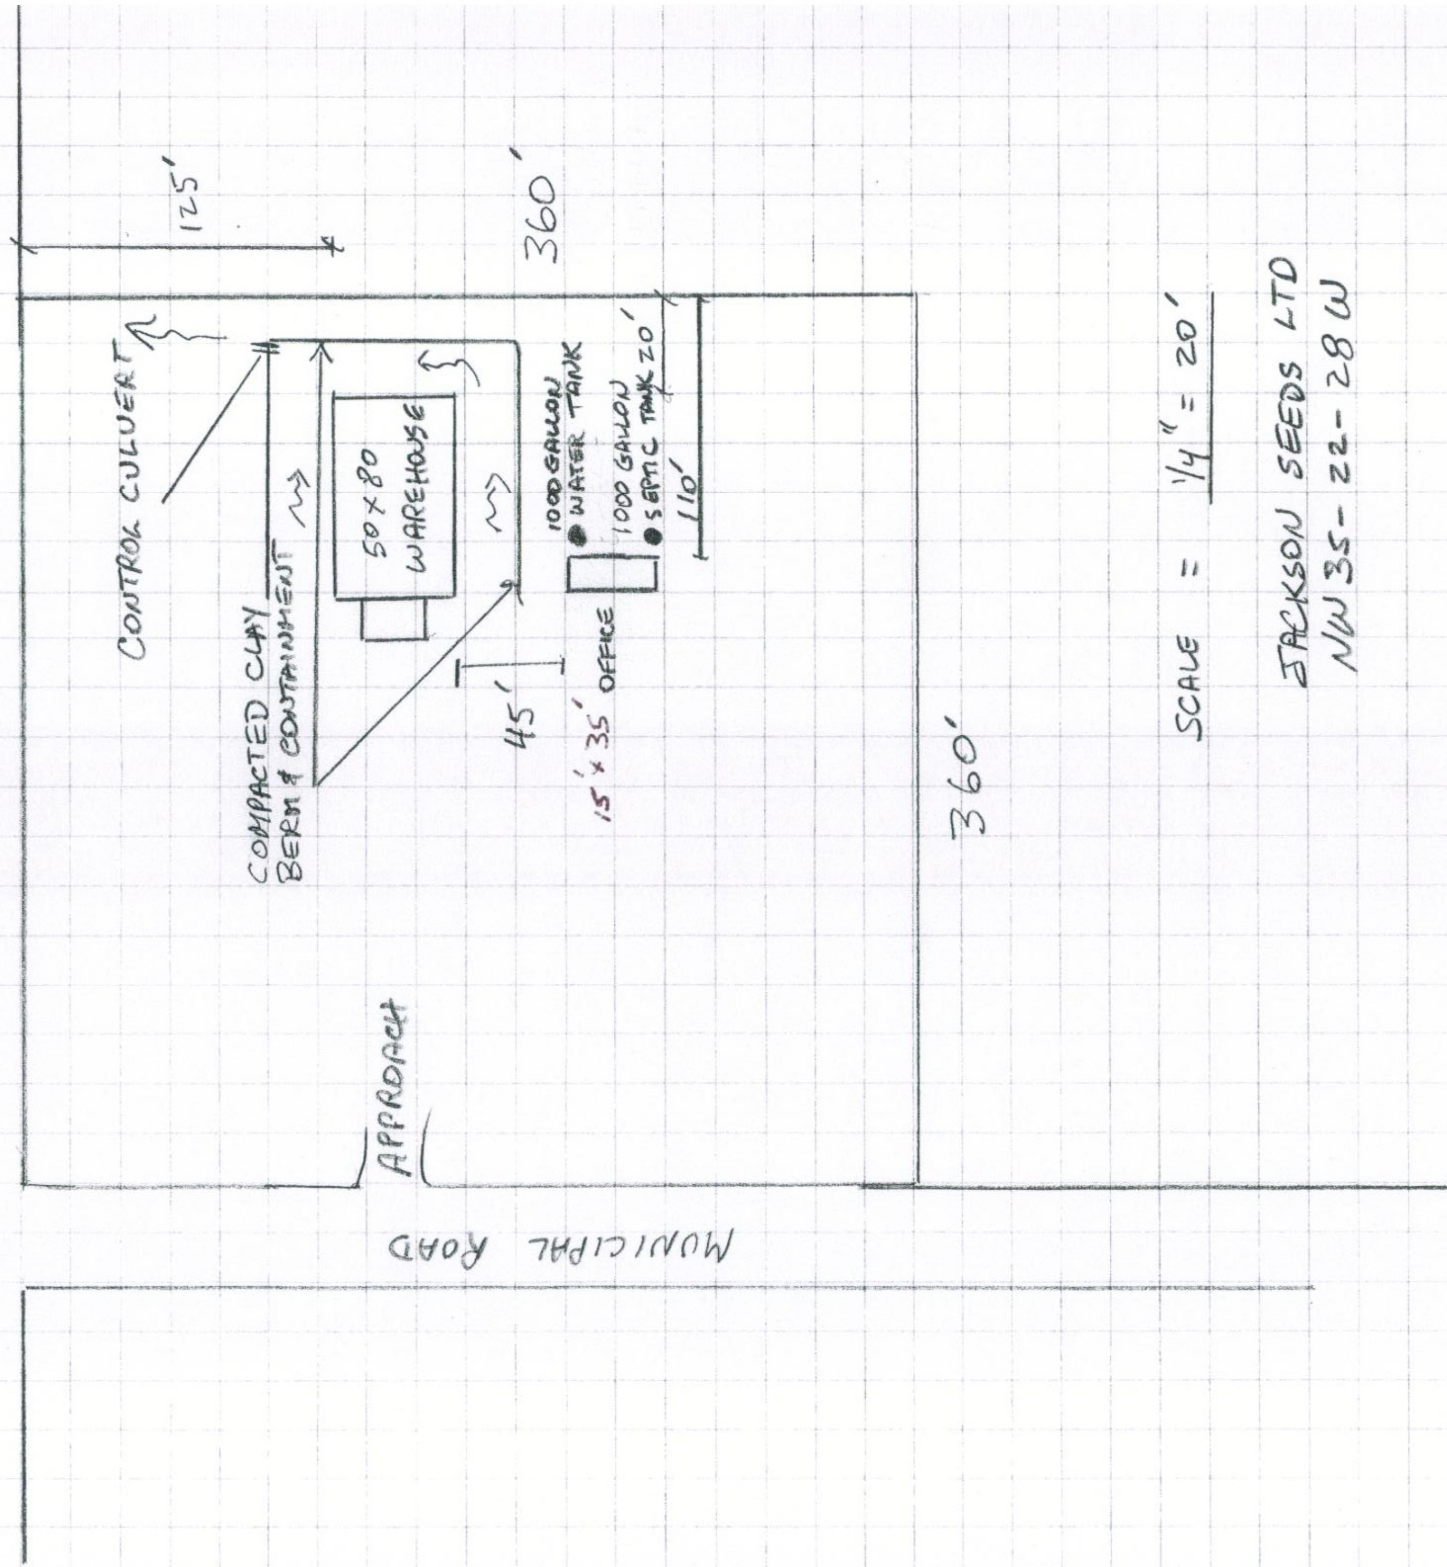 CONTROL CULVERT
125'
COMPACTED CLAY
BERM & CONTAINMENT
50 x 80
WAREHOUSE
360'
45'
1000 GALLON
WATER TANK
15' x 35' OFFICE
1000 GALLON
SEPTIC TANK 20'
110'
APPROACH
MUNICIPAL ROAD
360'
SCALE = 1/4" = 20'
JACKSON SEEDS LTD
NW 35-22-28 W